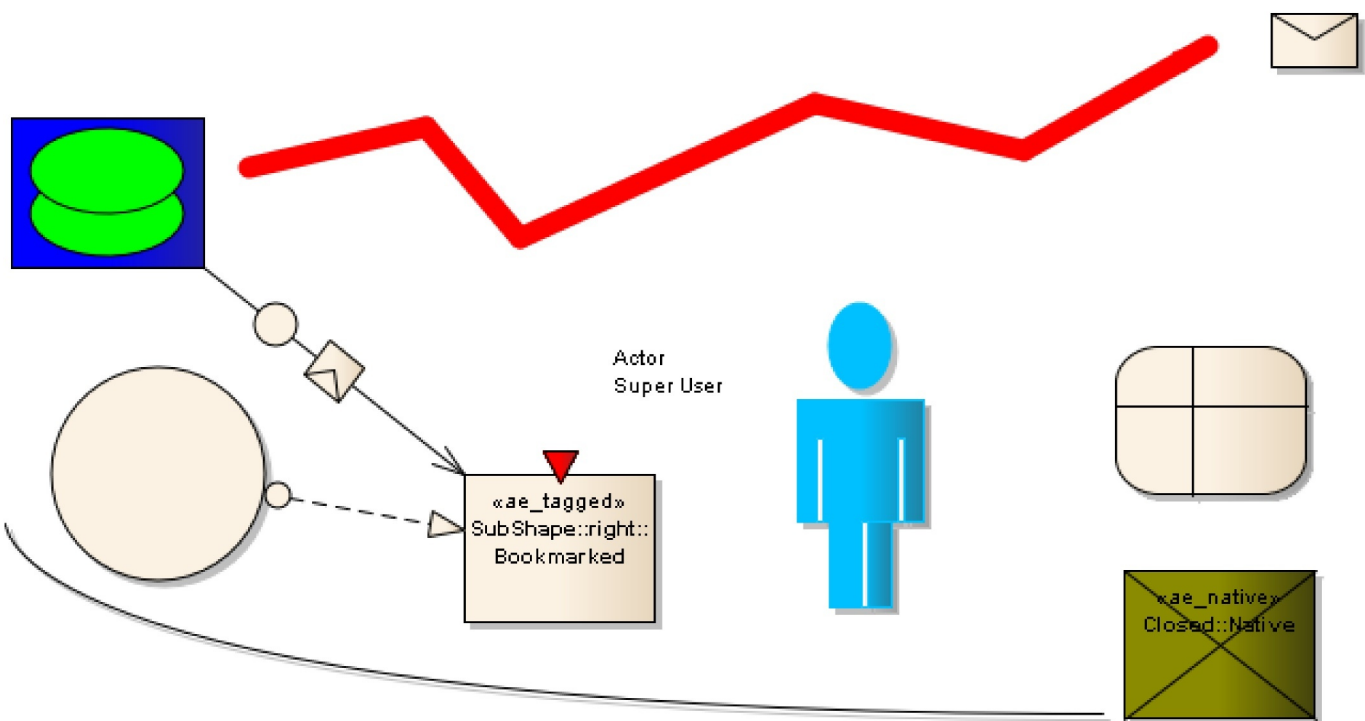 Actor
Super User
«ae_tagged»
SubShape::right::
Bookmarked
«ae_native»
Closed::Native